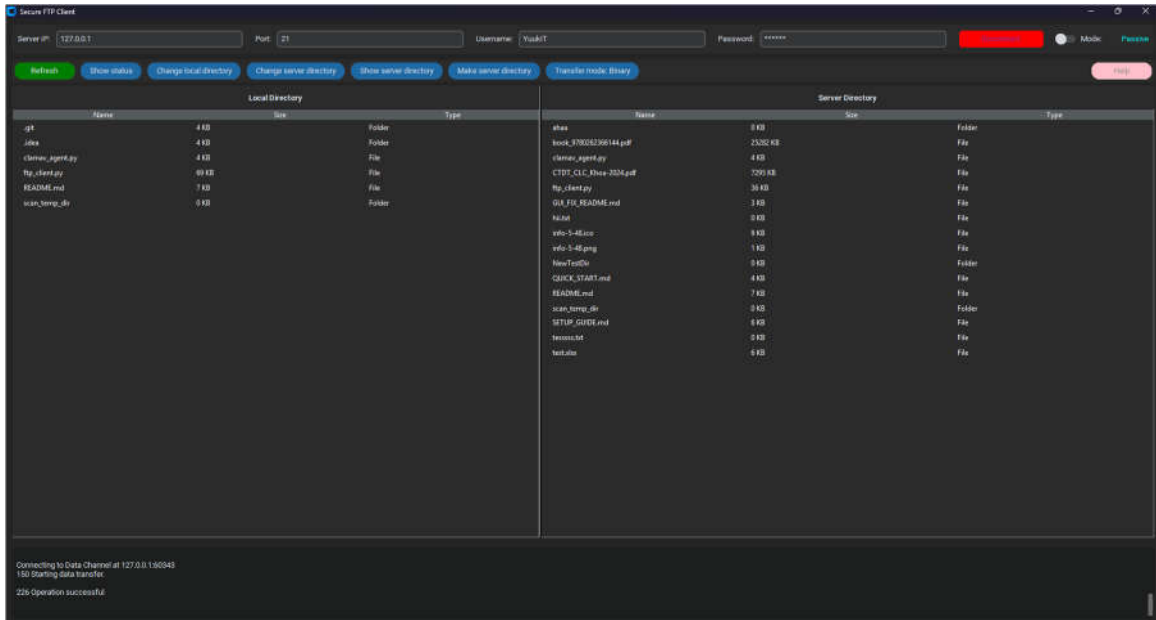 Secure FTP Client
Server IP: 127.0.0.1 Port: 21 Username: YuukiT Password: ****** Mode: Passive
Refresh Show status Change local directory Change server directory Show server directory Make server directory Transfer mode: Binary Help
Local Directory
Name Size Type
.git 4 KB Folder
.idea 4 KB Folder
clamav_agent.py 4 KB File
ftp_client.py 69 KB File
README.md 7 KB File
scan_temp_dir 0 KB Folder
Server Directory
Name Size Type
ahaa 0 KB Folder
book_9780262366144.pdf 25282 KB File
clamav_agent.py 4 KB File
CTDT_CLC_Khoa-2024.pdf 7295 KB File
ftp_client.py 36 KB File
GUI_FIX_README.md 3 KB File
hii.txt 0 KB File
info-5-48.ico 8 KB File
info-5-48.png 1 KB File
NewTestDir 0 KB Folder
QUICK_START.md 4 KB File
README.md 7 KB File
scan_temp_dir 0 KB Folder
SETUP_GUIDE.md 6 KB File
0 KB File
6 KB File
Connecting to Data Channel at 127.0.0.1:60343
150 Starting data transfer.
226 Operation successful